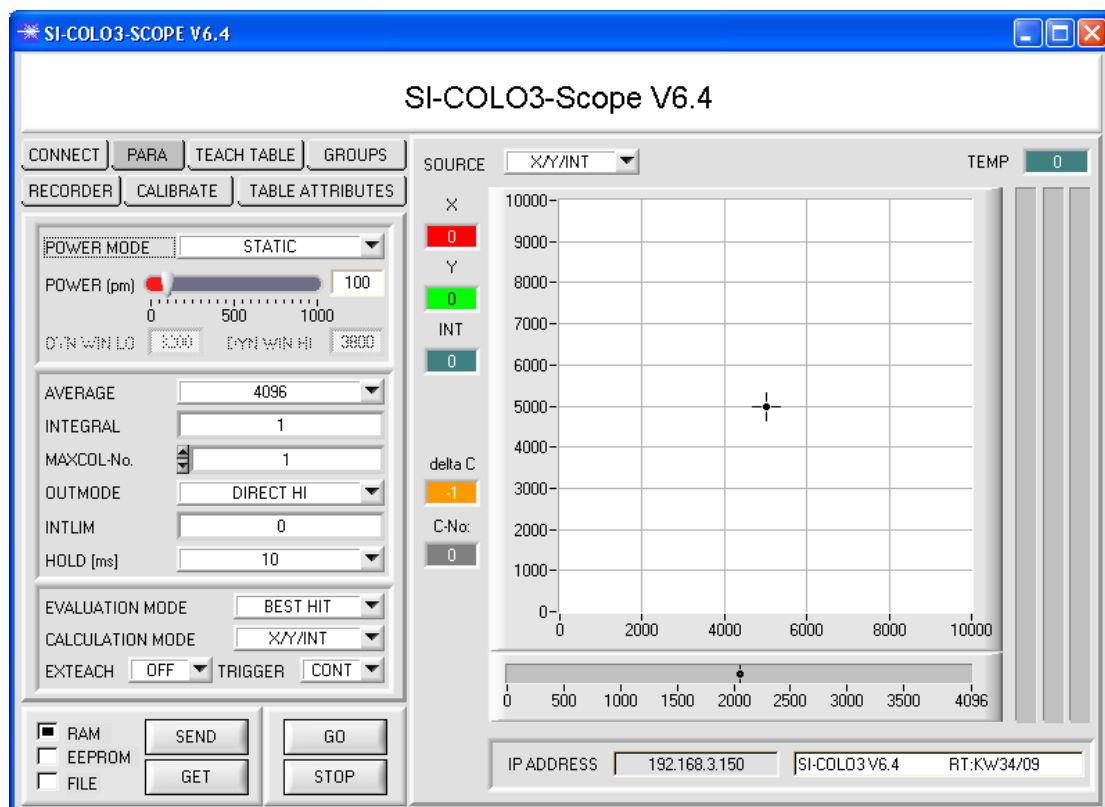 SI-COLO3-SCOPE V6.4
SI-COLO3-Scope V6.4
CONNECT PARA TEACH TABLE GROUPS
RECORDER CALIBRATE TABLE ATTRIBUTES
POWER MODE STATIC
POWER (pm) 100
0 500 1000
DYN WIN LO 3200 DYN WIN HI 3800
AVERAGE 4096
INTEGRAL 1
MAXCOL-No. 1
OUTMODE DIRECT HI
INTLIM 0
HOLD [ms] 10
EVALUATION MODE BEST HIT
CALCULATION MODE X/Y/INT
EXTEACH OFF TRIGGER CONT
RAM
EEPROM
FILE
SEND
GET
GO
STOP
SOURCE X/Y/INT
TEMP 0
X
0
Y
0
INT
0
delta C
-1
C-No:
0
10000
9000
8000
7000
6000
5000
4000
3000
2000
1000
0
0 2000 4000 6000 8000 10000
0 500 1000 1500 2000 2500 3000 3500 4096
IP ADDRESS 192.168.3.150 SI-COLO3 V6.4 RT:KW34/09